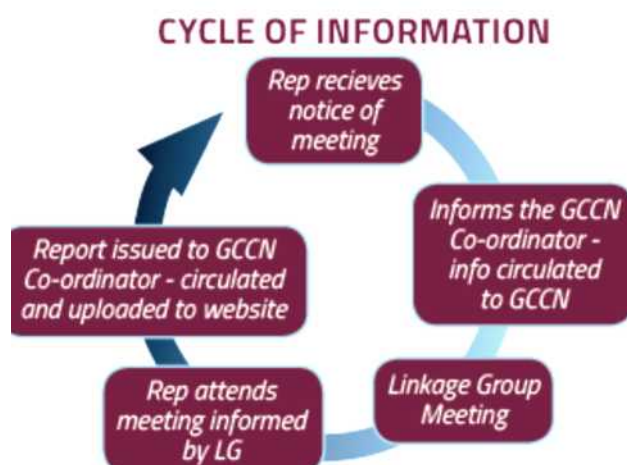 CYCLE OF INFORMATION
Rep recieves
notice of
meeting
Informs the GCCN
Co-ordinator -
info circulated
to GCCN
Linkage Group
Meeting
Rep attends
meeting informed
by LG
Report issued to GCCN
Co-ordinator - circulated
and uploaded to website